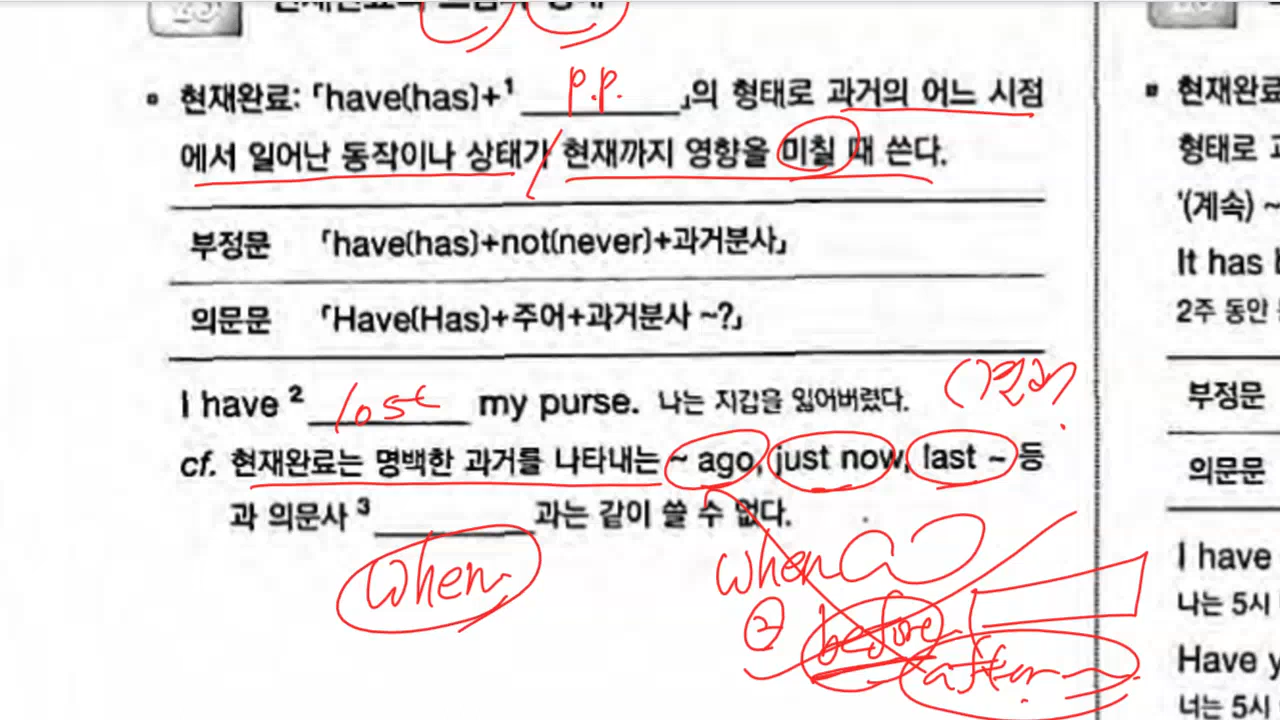 ▫ 현재완료: 「have(has)+¹ p.p. 」의 형태로 과거의 어느 시점
에서 일어난 동작이나 상태가 / 현재까지 영향을 미칠 때 쓴다.
부정문 「have(has)+not(never)+과거분사」
의문문 「Have(Has)+주어+과거분사 ~?」
I have ² lost my purse. 나는 지갑을 잃어버렸다.
cf. 현재완료는 명백한 과거를 나타내는 ~ ago, just now, last ~ 등
과 의문사 ³ 과는 같이 쓸 수 없다.
when
when
② before
after
현재완료
형태로
'(계속) ~
It has
2주 동안
부정문
의문문
I have
나는 5시
Have y
너는 5시